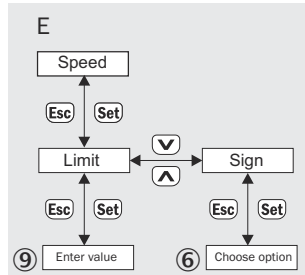 E
Speed
Esc Set
Limit Sign
Esc Set Esc Set
⑨ Enter value ⑥ Choose option